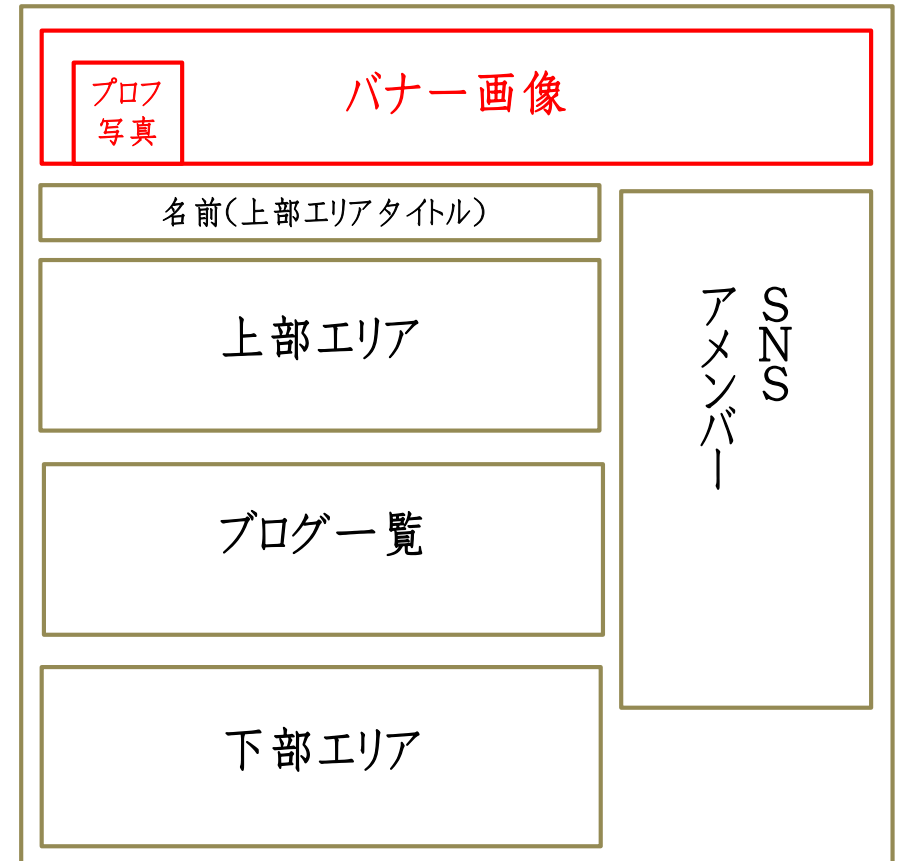 プロフ
写真
バナー画像
名前(上部エリアタイトル)
上部エリア
SNS
アメンバー
ブログ一覧
下部エリア